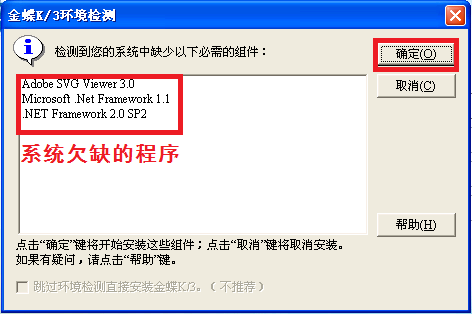 金蝶K/3环境检测
检测到您的系统中缺少以下必需的组件：
确定(O)
取消(C)
Adobe SVG Viewer 3.0
Microsoft .Net Framework 1.1
.NET Framework 2.0 SP2
系统欠缺的程序
帮助(H)
点击“确定”键将开始安装这些组件；点击“取消”键将取消安装。
如果有疑问，请点击“帮助”键。
跳过环境检测直接安装金蝶K/3。（不推荐）